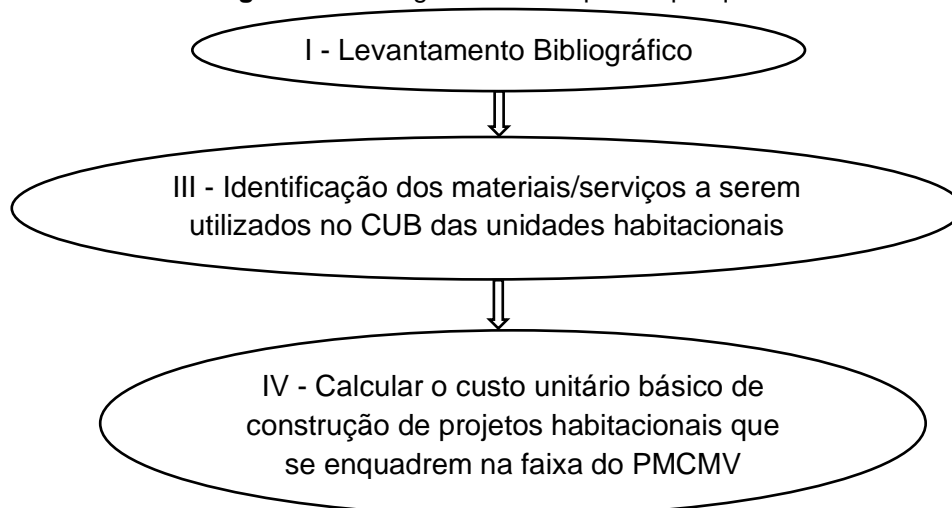 I - Levantamento Bibliográfico
III - Identificação dos materiais/serviços a serem
utilizados no CUB das unidades habitacionais
IV - Calcular o custo unitário básico de
construção de projetos habitacionais que
se enquadrem na faixa do PMCMV